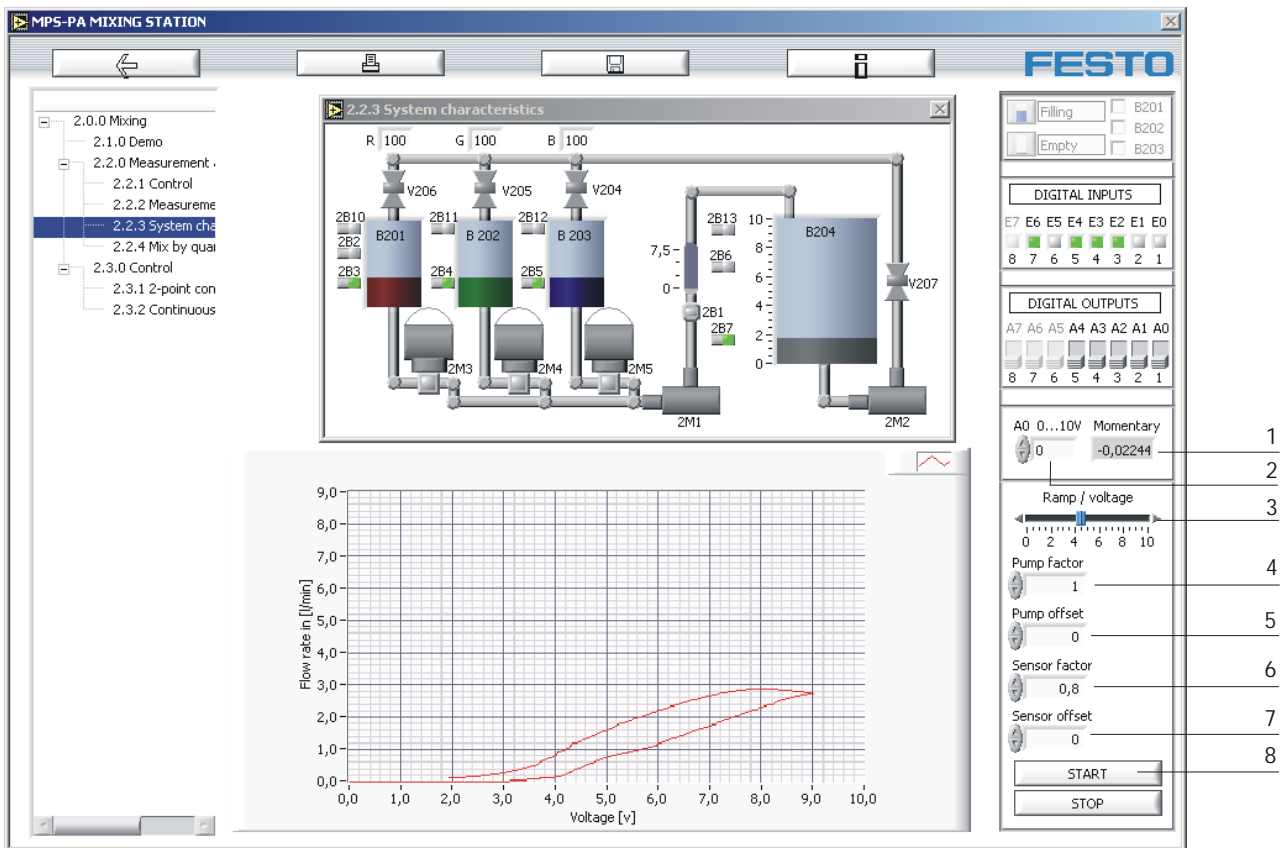 MPS-PA MIXING STATION
FESTO
2.0.0 Mixing
2.1.0 Demo
2.2.0 Measurement
2.2.1 Control
2.2.2 Measureme
2.2.3 System cha
2.2.4 Mix by qua
2.3.0 Control
2.3.1 2-point con
2.3.2 Continuous
2.2.3 System characteristics
R 100 G 100 B 100
V206 V205 V204
2B10 2B11 2B12 2B13
B201 B 202 B 203 B204
2B2 2B6
2B3 2B4 2B5
7,5
0
10
8
6
4
2
0
V207
2B1
2B7
2M3 2M4 2M5
2M1 2M2
Filling B201
B202
Empty B203
DIGITAL INPUTS
E7 E6 E5 E4 E3 E2 E1 E0
8 7 6 5 4 3 2 1
DIGITAL OUTPUTS
A7 A6 A5 A4 A3 A2 A1 A0
8 7 6 5 4 3 2 1
A0 0...10V Momentary
0 -0,02244
1
2
Ramp / voltage
3
0 2 4 6 8 10
Pump factor
1
4
Pump offset
0
5
Sensor factor
0,8
6
Sensor offset
0
7
START
8
STOP
Flow rate in [l/min]
9,0
8,0
7,0
6,0
5,0
4,0
3,0
2,0
1,0
0,0
0,0 1,0 2,0 3,0 4,0 5,0 6,0 7,0 8,0 9,0 10,0
Voltage [v]